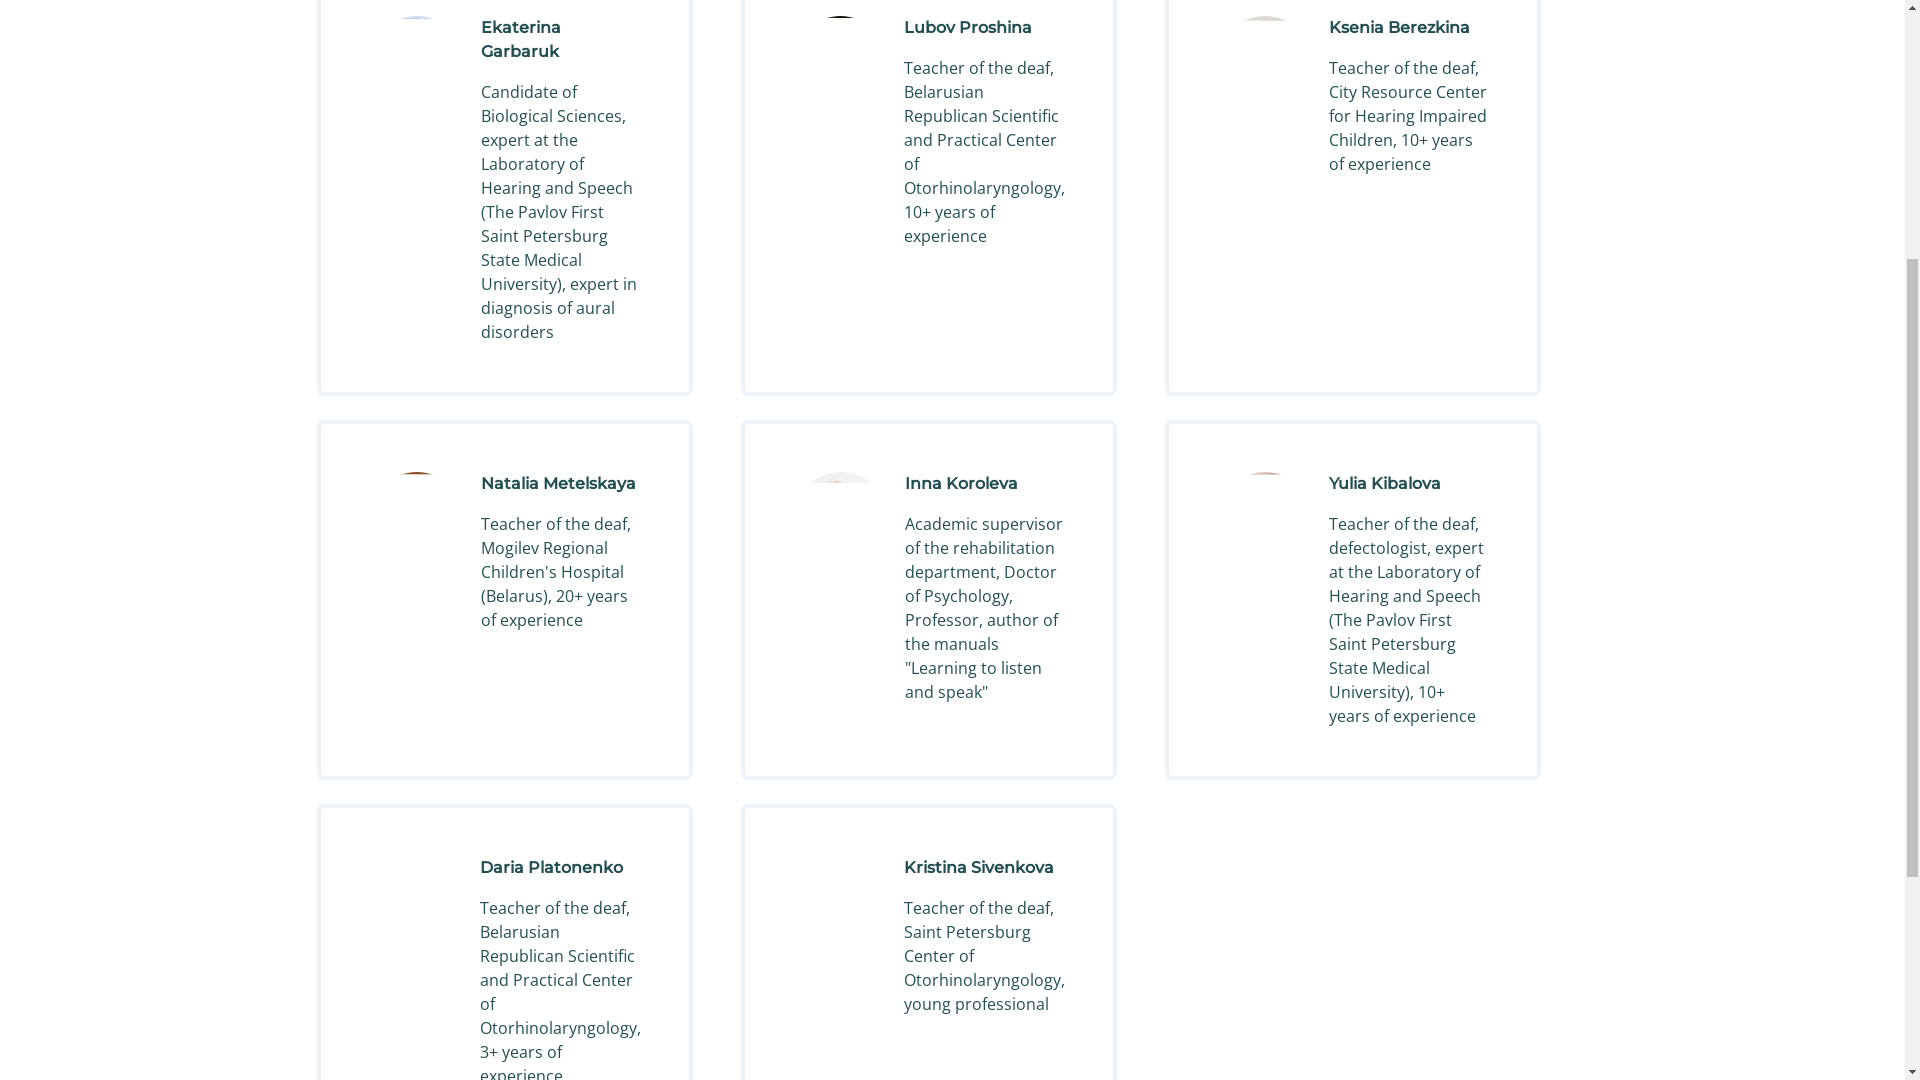 Ekaterina
Garbaruk
Candidate of
Biological Sciences,
expert at the
Laboratory of
Hearing and Speech
(The Pavlov First
Saint Petersburg
State Medical
University), expert in
diagnosis of aural
disorders
Lubov Proshina
Teacher of the deaf,
Belarusian
Republican Scientific
and Practical Center
of
Otorhinolaryngology,
10+ years of
experience
Ksenia Berezkina
Teacher of the deaf,
City Resource Center
for Hearing Impaired
Children, 10+ years
of experience
Natalia Metelskaya
Teacher of the deaf,
Mogilev Regional
Children's Hospital
(Belarus), 20+ years
of experience
Inna Koroleva
Academic supervisor
of the rehabilitation
department, Doctor
of Psychology,
Professor, author of
the manuals
"Learning to listen
and speak"
Yulia Kibalova
Teacher of the deaf,
defectologist, expert
at the Laboratory of
Hearing and Speech
(The Pavlov First
Saint Petersburg
State Medical
University), 10+
years of experience
Daria Platonenko
Teacher of the deaf,
Belarusian
Republican Scientific
and Practical Center
of
Otorhinolaryngology,
3+ years of
experience
Kristina Sivenkova
Teacher of the deaf,
Saint Petersburg
Center of
Otorhinolaryngology,
young professional